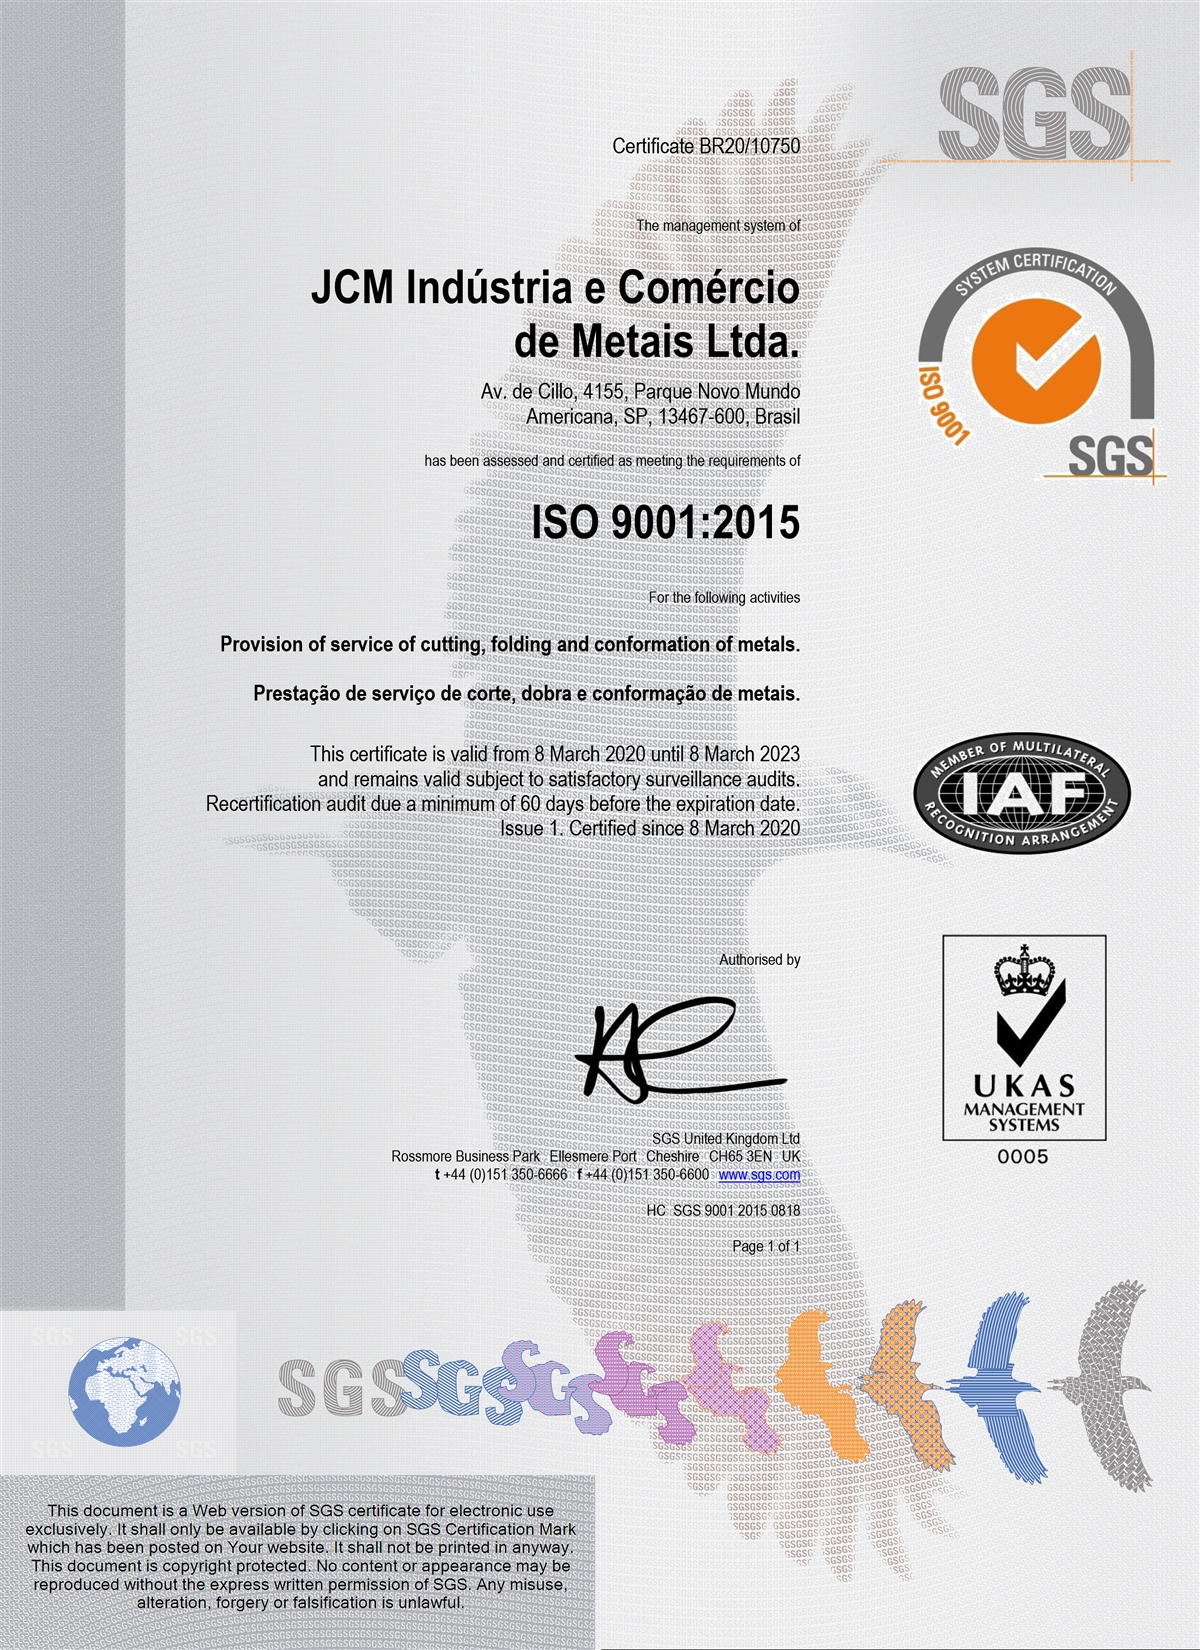 SGS
Certificate BR20/10750
The management system of
JCM Indústria e Comércio
de Metais Ltda.
Av. de Cillo, 4155, Parque Novo Mundo
Americana, SP, 13467-600, Brasil
has been assessed and certified as meeting the requirements of
ISO 9001:2015
For the following activities
Provision of service of cutting, folding and conformation of metals.
Prestação de serviço de corte, dobra e conformação de metais.
This certificate is valid from 8 March 2020 until 8 March 2023
and remains valid subject to satisfactory surveillance audits.
Recertification audit due a minimum of 60 days before the expiration date.
Issue 1. Certified since 8 March 2020
Authorised by
SGS United Kingdom Ltd
Rossmore Business Park Ellesmere Port Cheshire CH65 3EN UK
t +44 (0)151 350-6666 f +44 (0)151 350-6600 www.sgs.com
HC SGS 9001 2015 0818
Page 1 of 1
SYSTEM CERTIFICATION
ISO 9001
SGS
MEMBER OF MULTILATERAL
IAF
RECOGNITION ARRANGEMENT
UKAS
MANAGEMENT
SYSTEMS
0005
SGS SGS
SGS SGS
SGS SGS SGS
This document is a Web version of SGS certificate for electronic use
exclusively. It shall only be available by clicking on SGS Certification Mark
which has been posted on Your website. It shall not be printed in anyway.
This document is copyright protected. No content or appearance may be
reproduced without the express written permission of SGS. Any misuse,
alteration, forgery or falsification is unlawful.